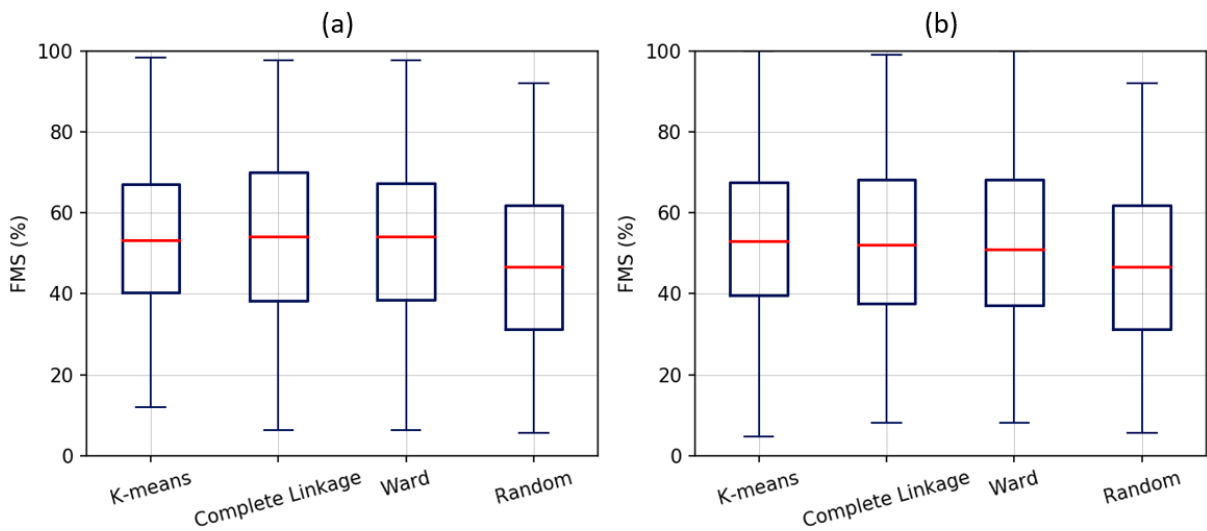 (a)
100
80
60
40
20
0
FMS (%)
K-means
Complete Linkage
Ward
Random
(b)
100
80
60
40
20
0
FMS (%)
K-means
Complete Linkage
Ward
Random